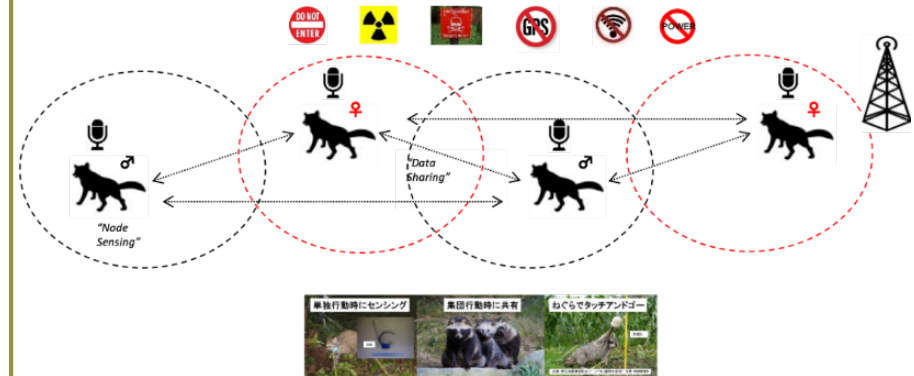 DO NOT
ENTER
GPS
POWER
♀
♀
♂
♂
"Data
Sharing"
"Node
Sensing"
単独行動時にセンシング
集団行動時に共有
ねぐらでタッチアンドゴー